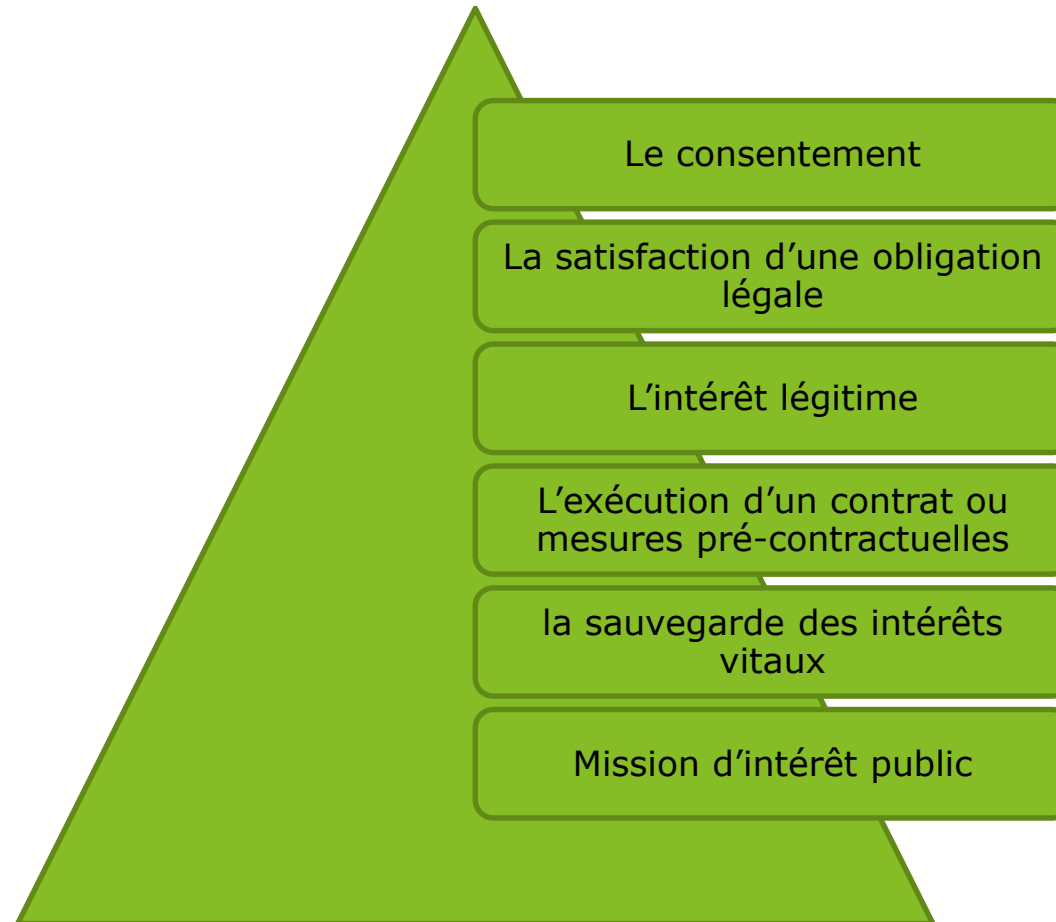 Le consentement
La satisfaction d’une obligation
légale
L’intérêt légitime
L’exécution d’un contrat ou
mesures pré-contractuelles
la sauvegarde des intérêts
vitaux
Mission d’intérêt public